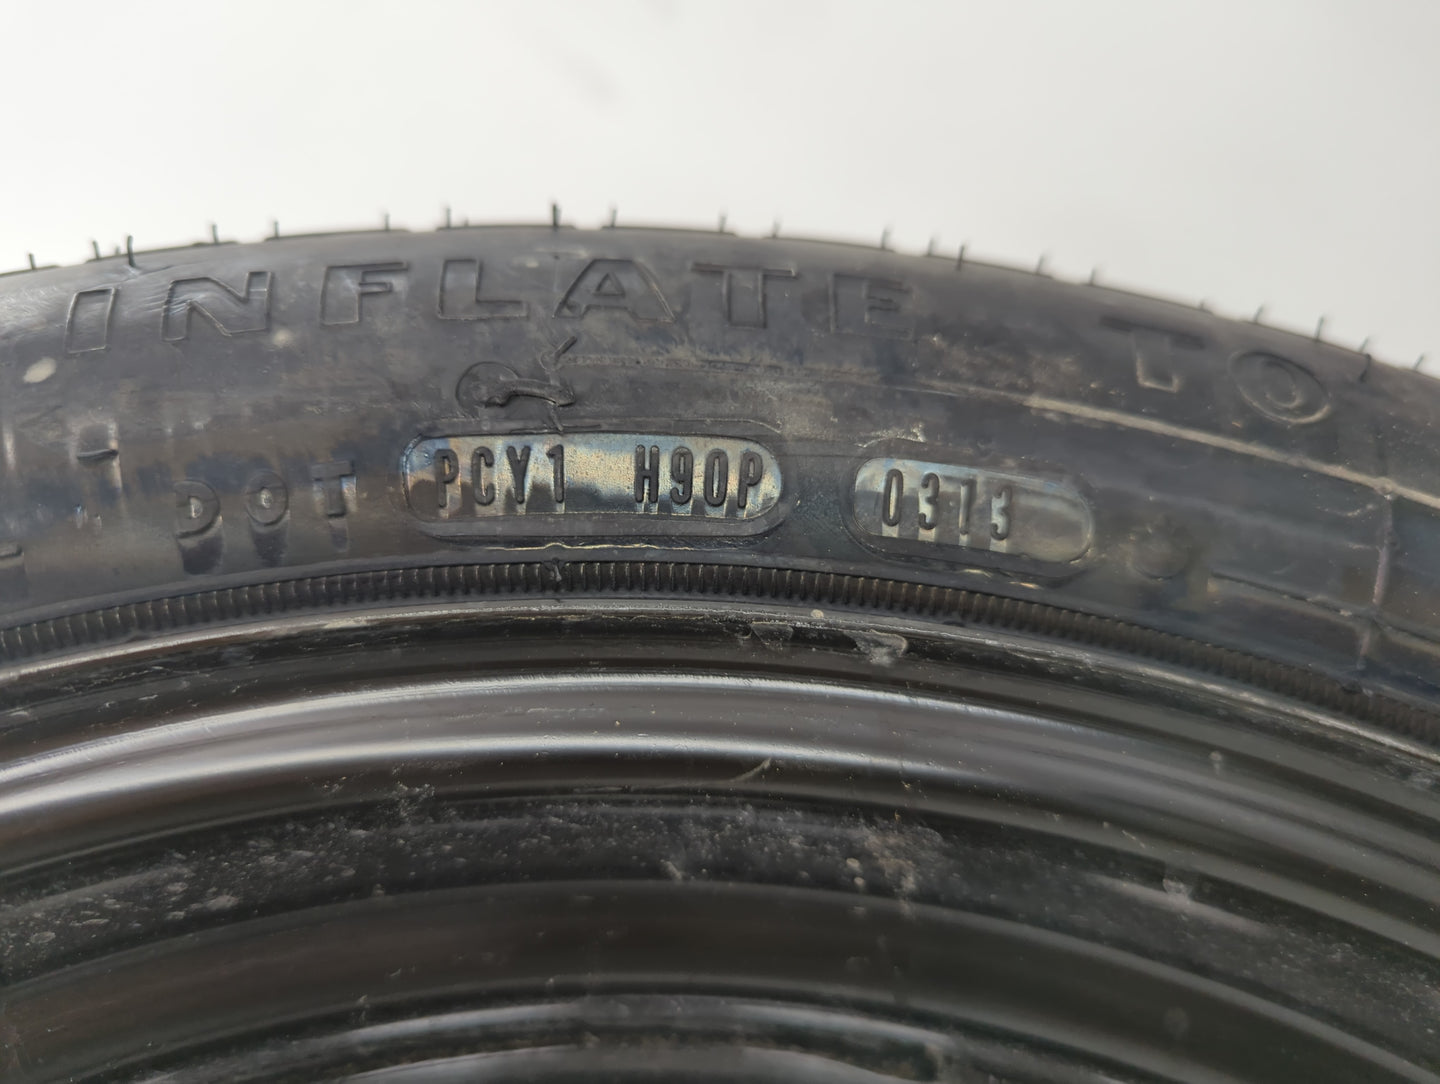 INFLATE TO
DOT PCY1 H90P 0313